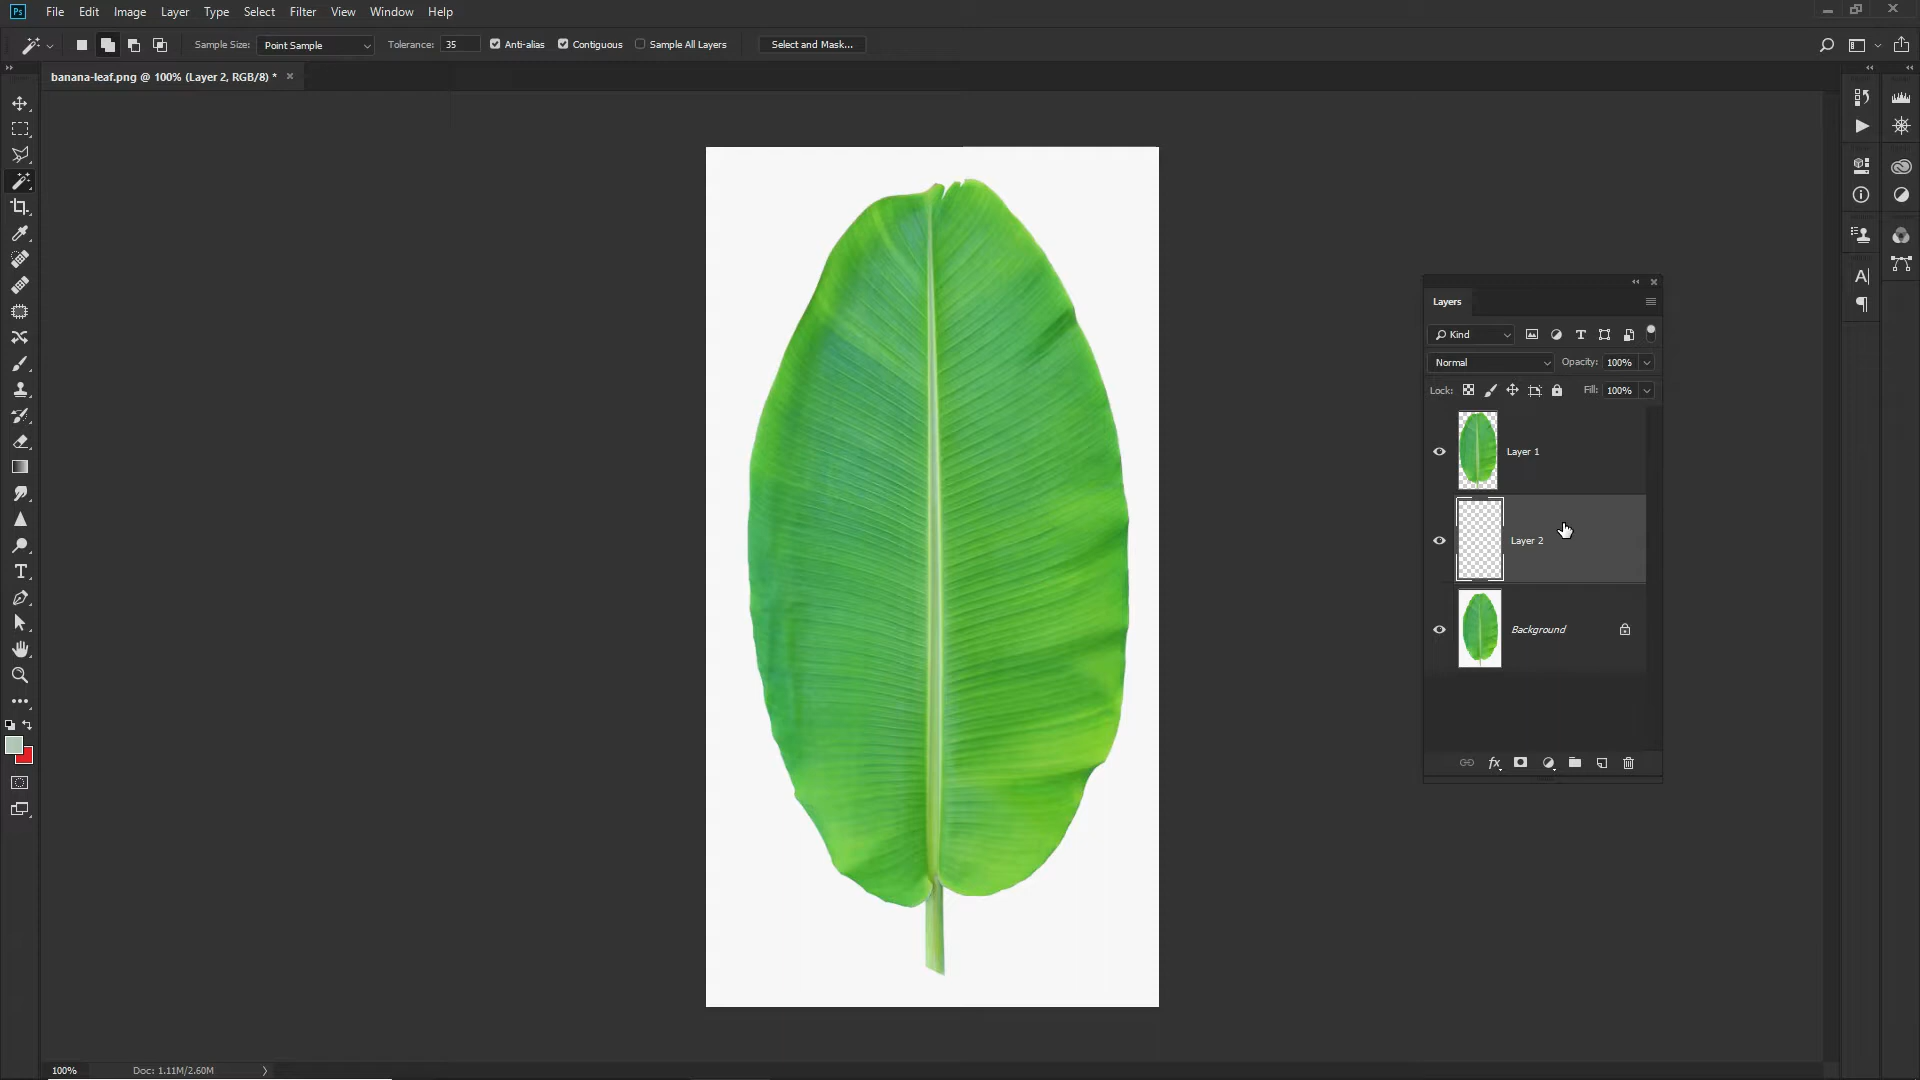 Ps File Edit Image Layer Type Select Filter View Window Help
Sample Size: Point Sample Tolerance: 35 Anti-alias Contiguous Sample All Layers Select and Mask...
banana-leaf.png @ 100% (Layer 2, RGB/8) *
Layers
Kind
Normal Opacity: 100%
Lock: Fill: 100%
Layer 1
Layer 2
Background
fx
100% Doc: 1.11M/2.60M